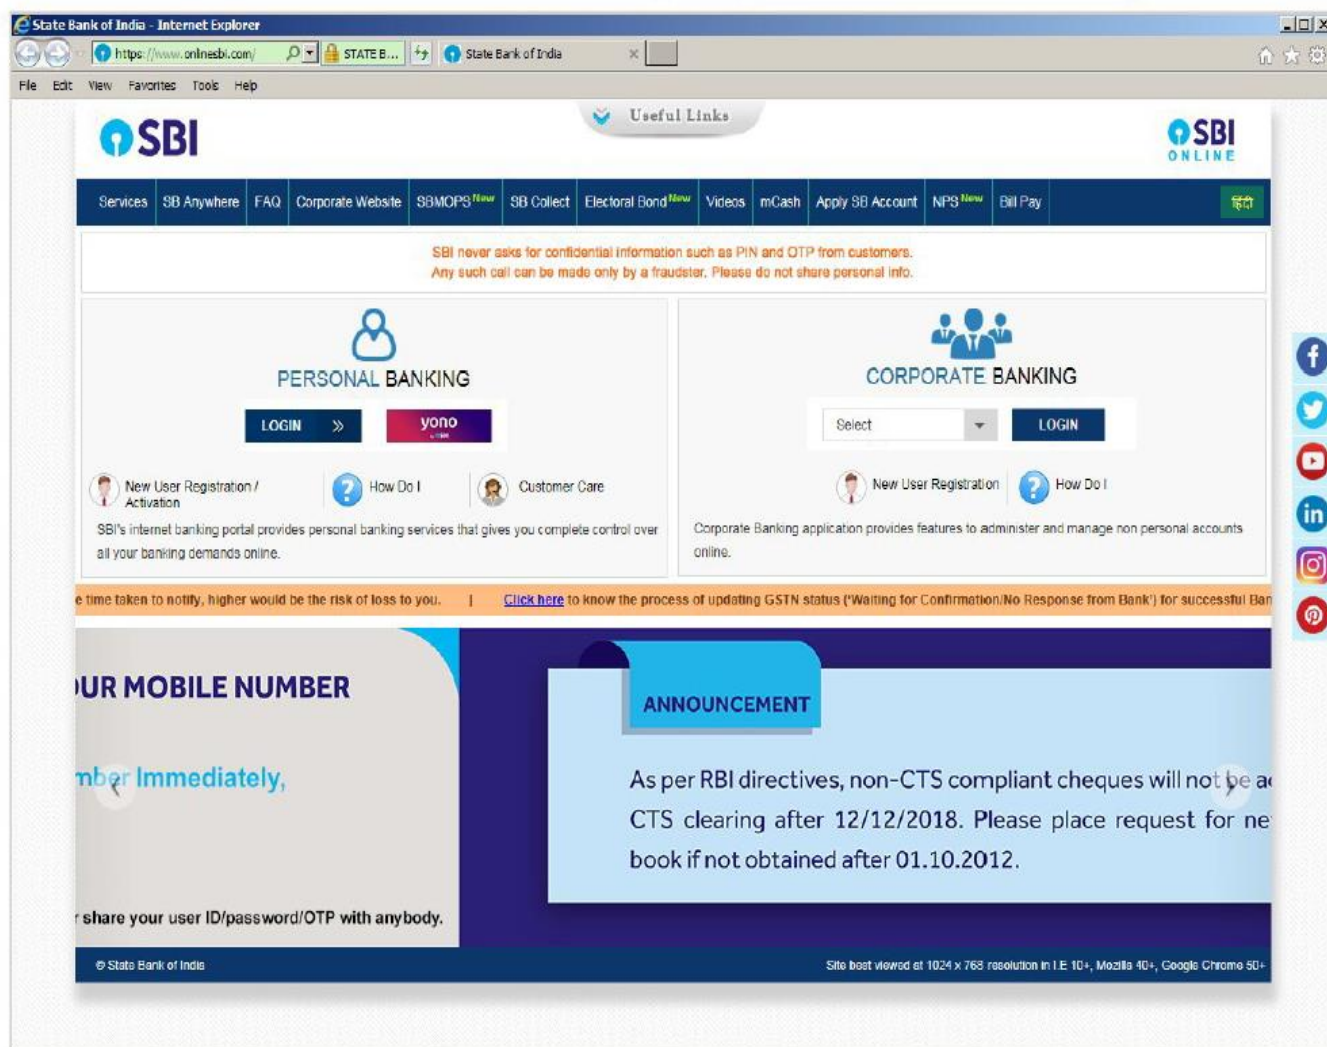 State Bank of India - Internet Explorer
https://www.onlinesbi.com/ STATE B... State Bank of India
File Edit View Favorites Tools Help
Useful Links
SBI
SBI
ONLINE
Services SB Anywhere FAQ Corporate Website SBMOPS New SB Collect Electoral Bond New Videos mCash Apply SB Account NPS New Bill Pay हिंदी
SBI never asks for confidential information such as PIN and OTP from customers.
Any such call can be made only by a fraudster. Please do not share personal info.
PERSONAL BANKING
LOGIN »
yono
New User Registration /
Activation
How Do I
Customer Care
SBI's internet banking portal provides personal banking services that gives you complete control over
all your banking demands online.
CORPORATE BANKING
Select
LOGIN
New User Registration
How Do I
Corporate Banking application provides features to administer and manage non personal accounts
online.
e time taken to notify, higher would be the risk of loss to you. | Click here to know the process of updating GSTN status ('Waiting for Confirmation/No Response from Bank') for successful Ban
OUR MOBILE NUMBER
mber Immediately,
r share your user ID/password/OTP with anybody.
ANNOUNCEMENT
As per RBI directives, non-CTS compliant cheques will not be ac
CTS clearing after 12/12/2018. Please place request for ne
book if not obtained after 01.10.2012.
© State Bank of India
Site best viewed at 1024 x 768 resolution in I.E 10+, Mozilla 40+, Google Chrome 50+